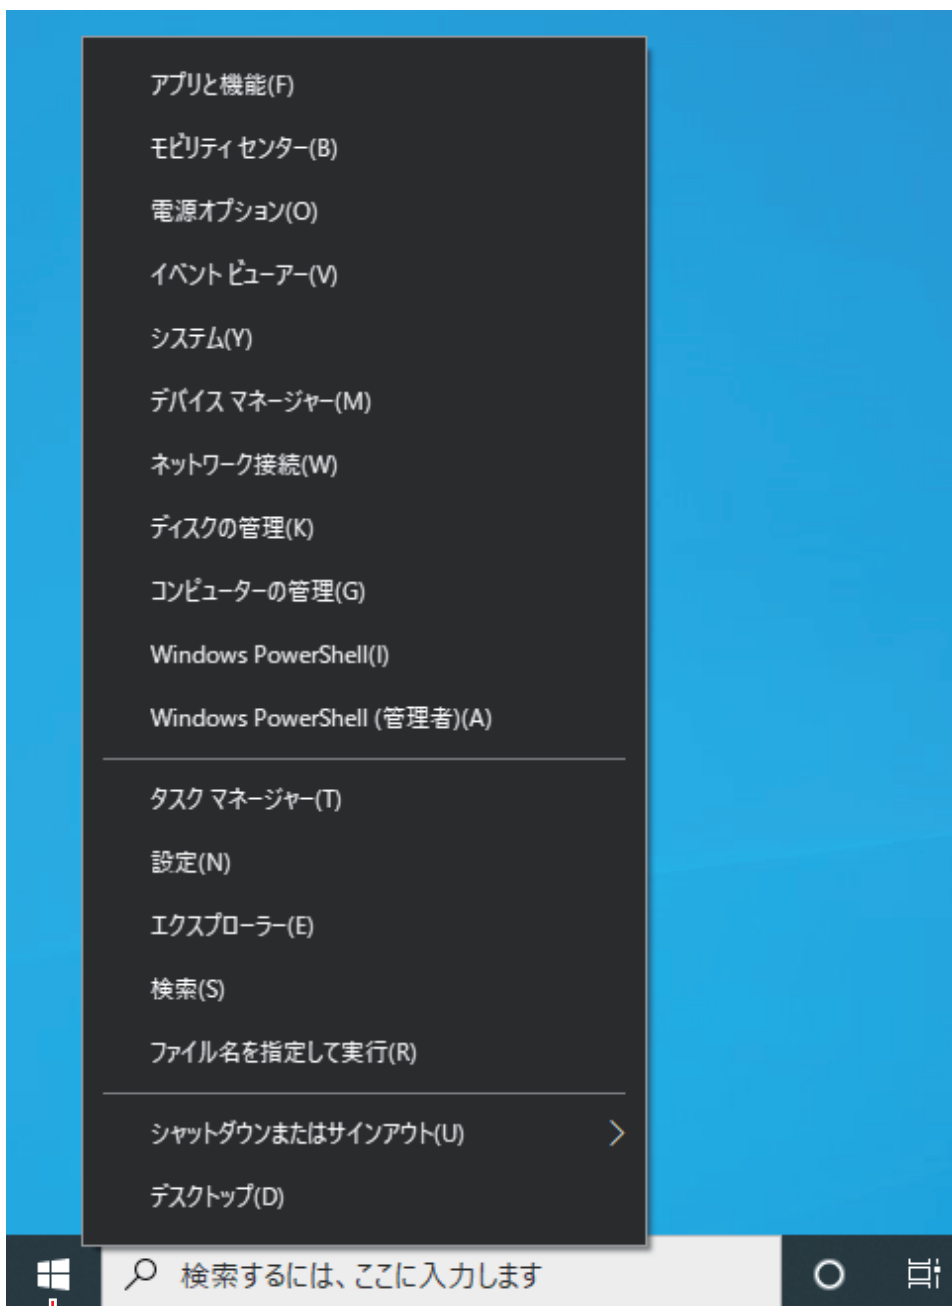 アプリと機能(F)
モビリティ センター(B)
電源オプション(O)
イベント ビューアー(V)
システム(Y)
デバイス マネージャー(M)
ネットワーク接続(W)
ディスクの管理(K)
コンピューターの管理(G)
Windows PowerShell(I)
Windows PowerShell (管理者)(A)
タスク マネージャー(T)
設定(N)
エクスプローラー(E)
検索(S)
ファイル名を指定して実行(R)
シャットダウンまたはサインアウト(U)
デスクトップ(D)
検索するには、ここに入力します